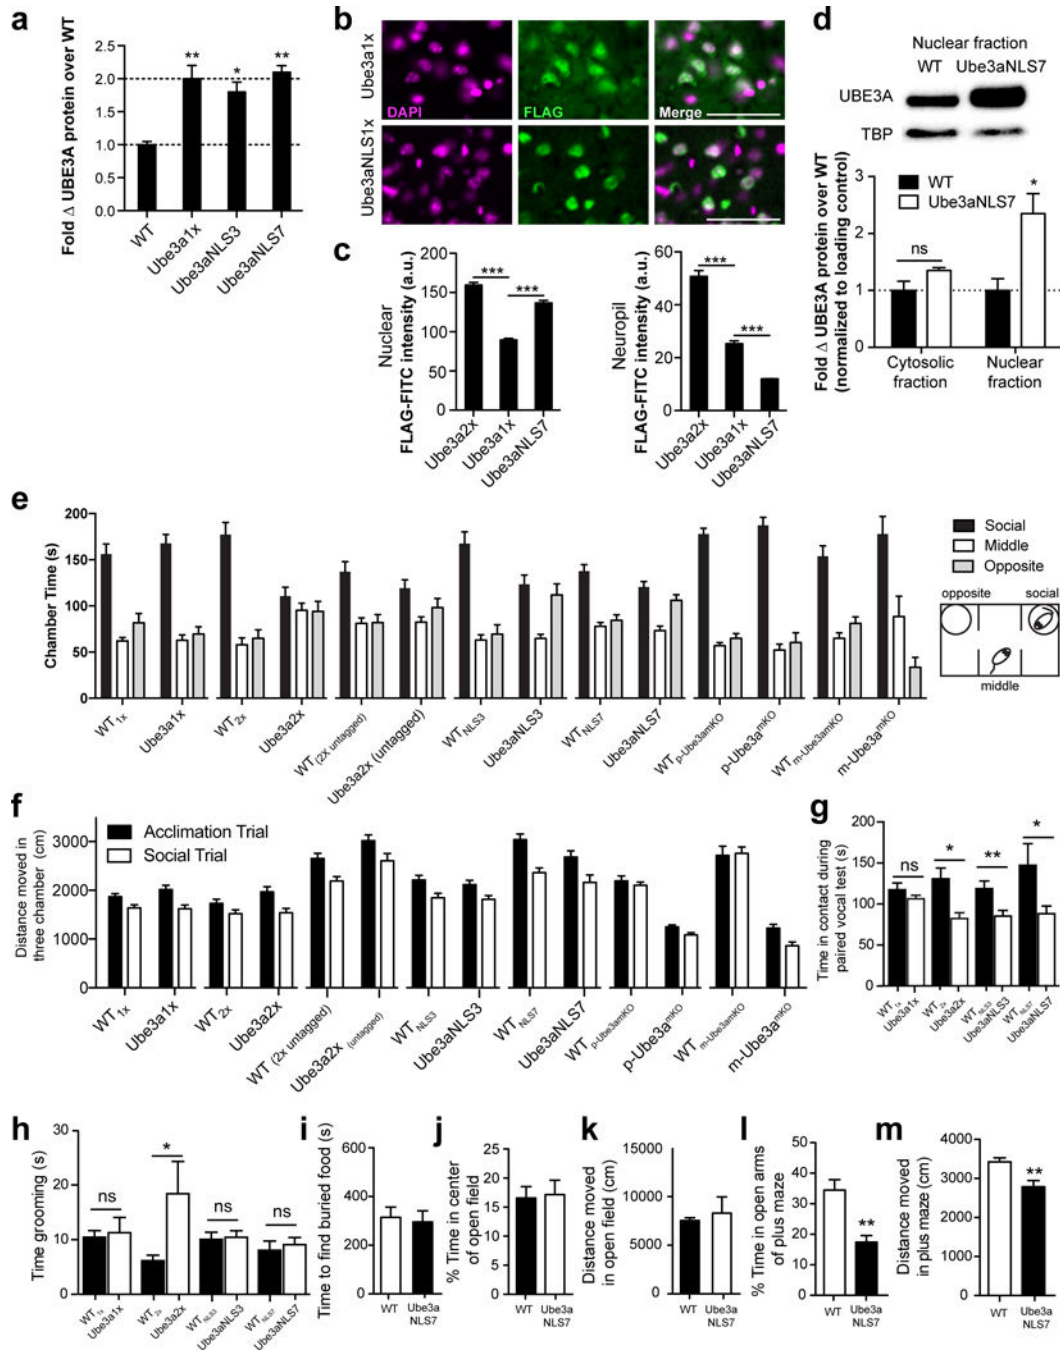 a
Fold Δ UBE3A protein over WT
2.5
2.0
1.5
1.0
0.5
0.0
**
*
**
WT
Ube3a1x
Ube3aNLS3
Ube3aNLS7
b
Ube3a1x
DAPI
FLAG
Merge
Ube3aNLS1x
c
Nuclear
FLAG-FITC intensity (a.u.)
200
150
100
50
0
***
***
Ube3a2x
Ube3a1x
Ube3aNLS7
Neuropil
FLAG-FITC intensity (a.u.)
60
40
20
0
***
***
Ube3a2x
Ube3a1x
Ube3aNLS7
d
Nuclear fraction
WT Ube3aNLS7
UBE3A
TBP
Fold Δ UBE3A protein over WT
(normalized to loading control)
3
2
1
0
WT
Ube3aNLS7
ns
*
Cytosolic
fraction
Nuclear
fraction
e
Chamber Time (s)
200
150
100
50
0
Social
Middle
Opposite
opposite social
middle
WT1x
Ube3a1x
WT2x
Ube3a2x
WT(2X untagged)
Ube3a2x (untagged)
WTNLS3
Ube3aNLS3
WTNLS7
Ube3aNLS7
WTp-Ube3amKO
p-Ube3amKO
WTm-Ube3amKO
m-Ube3amKO
f
Distance moved in
three chamber (cm)
3000
2000
1000
0
Acclimation Trial
Social Trial
WT 1x
Ube3a1x
WT2x
Ube3a2x
WT (2x untagged)
Ube3a2x (untagged)
WT NLS3
Ube3aNLS3
WTNLS7
Ube3aNLS7
WT p-Ube3amKO
p-Ube3amKO
WT m-Ube3amKO
m-Ube3amKO
g
Time in contact during
paired vocal test (s)
200
150
100
50
0
ns
*
**
*
WT1x
Ube3a1x
WT2x
Ube3a2x
WTNLS3
Ube3aNLS3
WTNLS7
Ube3aNLS7
h
Time grooming (s)
30
20
10
0
ns
*
ns
ns
WT1x
Ube3a1x
WT2x
Ube3a2x
WTNLS3
Ube3aNLS3
WTNLS7
Ube3aNLS7
i
Time to find buried food (s)
600
400
200
0
WT
Ube3a
NLS7
j
% Time in center
of open field
25
20
15
10
5
0
WT
Ube3a
NLS7
k
Distance moved
in open field (cm)
15000
10000
5000
0
WT
Ube3a
NLS7
l
% Time in open arms
of plus maze
50
40
30
20
10
0
**
WT
Ube3a
NLS7
m
Distance moved
in plus maze (cm)
4000
3000
2000
1000
0
**
WT
Ube3a
NLS7